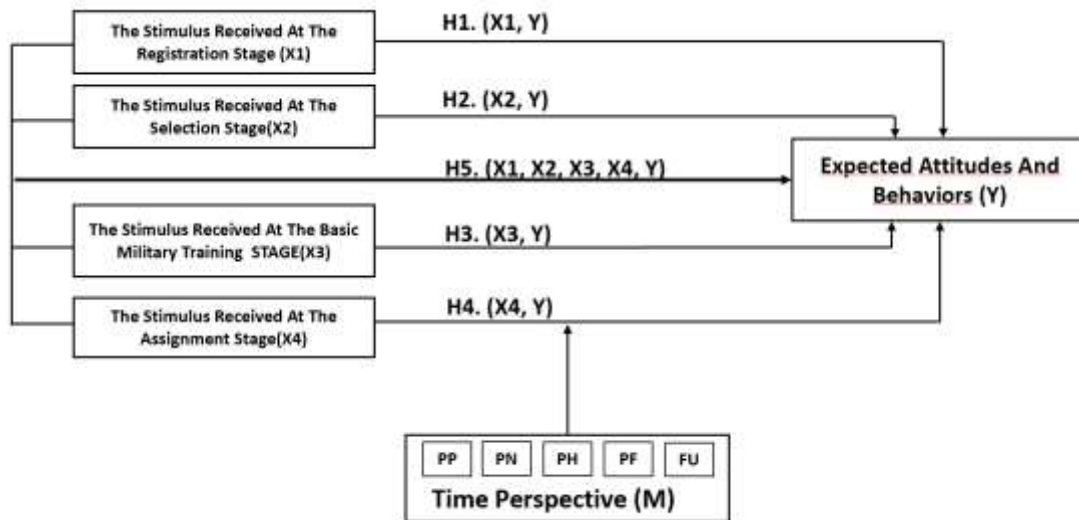 The Stimulus Received At The
Registration Stage (X1)
H1. (X1, Y)
The Stimulus Received At The
Selection Stage(X2)
H2. (X2, Y)
H5. (X1, X2, X3, X4, Y)
Expected Attitudes And
Behaviors (Y)
The Stimulus Received At The Basic
Military Training STAGE(X3)
H3. (X3, Y)
The Stimulus Received At The
Assignment Stage(X4)
H4. (X4, Y)
PP PN PH PF FU
Time Perspective (M)